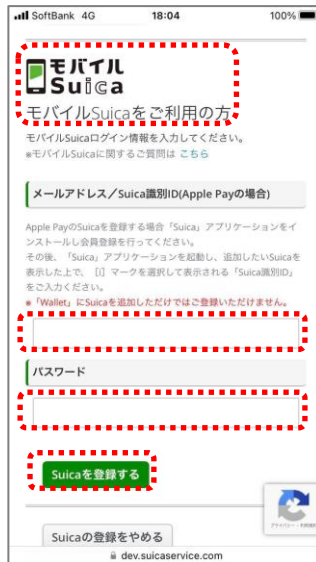 SoftBank 4G 18:04 100%
モバイル
Suica
モバイルSuicaをご利用の方
モバイルSuicaログイン情報を入力してください。
※モバイルSuicaに関するご質問は こちら
メールアドレス／Suica識別ID(Apple Payの場合)
Apple PayのSuicaを登録する場合「Suica」アプリケーションをイ
ンストールし会員登録を行ってください。
その後、「Suica」アプリケーションを起動し、追加したいSuicaを
表示した上で、［i］マークを選択して表示される「Suica識別ID」
をご入力ください。
※「Wallet」にSuicaを追加しただけではご登録いただけません。
パスワード
Suicaを登録する
Suicaの登録をやめる
dev.suicaservice.com